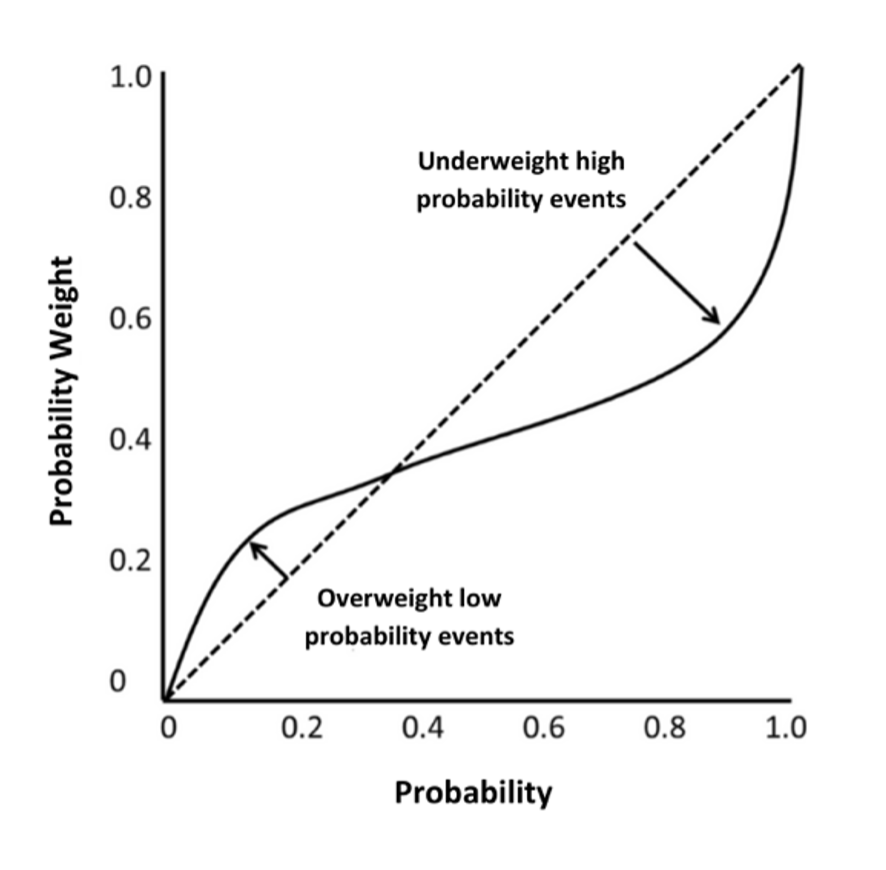 1.0
Underweight high
probability events
0.8
0.6
Probability Weight
0.4
0.2
Overweight low
probability events
0
0 0.2 0.4 0.6 0.8 1.0
Probability